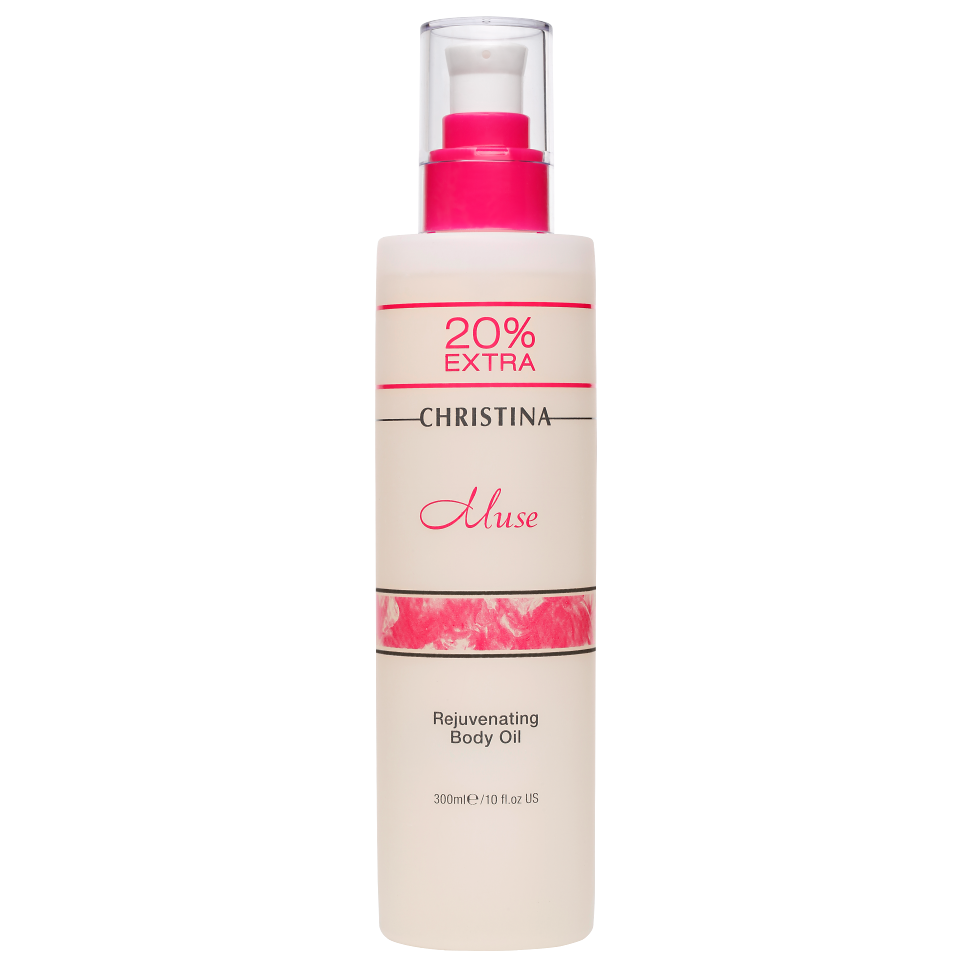 20%
EXTRA
CHRISTINA
Muse
Rejuvenating
Body Oil
300ml℮/10 fl.oz US